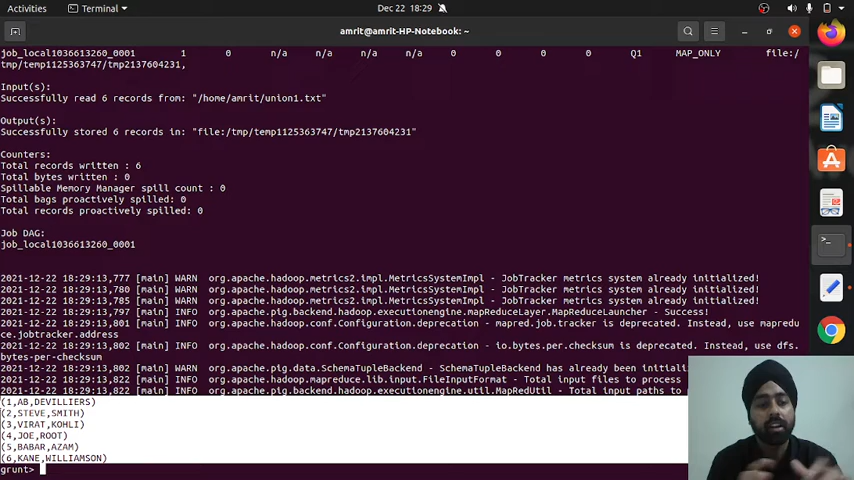 Activities
Terminal
Dec 22 18:29
amrit@amrit-HP-Notebook: ~
job_local1036613260_0001 1 0 n/a n/a n/a n/a 0 0 0 0 Q1 MAP_ONLY file:/
tmp/temp1125363747/tmp2137604231,
Input(s):
Successfully read 6 records from: "/home/amrit/union1.txt"
Output(s):
Successfully stored 6 records in: "file:/tmp/temp1125363747/tmp2137604231"
Counters:
Total records written : 6
Total bytes written : 0
Spillable Memory Manager spill count : 0
Total bags proactively spilled: 0
Total records proactively spilled: 0
Job DAG:
job_local1036613260_0001
2021-12-22 18:29:13,777 [main] WARN org.apache.hadoop.metrics2.impl.MetricsSystemImpl - JobTracker metrics system already initialized!
2021-12-22 18:29:13,780 [main] WARN org.apache.hadoop.metrics2.impl.MetricsSystemImpl - JobTracker metrics system already initialized!
2021-12-22 18:29:13,785 [main] WARN org.apache.hadoop.metrics2.impl.MetricsSystemImpl - JobTracker metrics system already initialized!
2021-12-22 18:29:13,797 [main] INFO org.apache.pig.backend.hadoop.executionengine.mapReduceLayer.MapReduceLauncher - Success!
2021-12-22 18:29:13,801 [main] INFO org.apache.hadoop.conf.Configuration.deprecation - mapred.job.tracker is deprecated. Instead, use mapredu
ce.jobtracker.address
2021-12-22 18:29:13,802 [main] INFO org.apache.hadoop.conf.Configuration.deprecation - io.bytes.per.checksum is deprecated. Instead, use dfs.
bytes-per-checksum
2021-12-22 18:29:13,802 [main] WARN org.apache.pig.data.SchemaTupleBackend - SchemaTupleBackend has already been initiali
2021-12-22 18:29:13,822 [main] INFO org.apache.hadoop.mapreduce.lib.input.FileInputFormat - Total input files to process
2021-12-22 18:29:13,822 [main] INFO org.apache.pig.backend.hadoop.executionengine.util.MapRedUtil - Total input paths to
(1,AB,DEVILLIERS)
(2,STEVE,SMITH)
(3,VIRAT,KOHLI)
(4,JOE,ROOT)
(5,BABAR,AZAM)
(6,KANE,WILLIAMSON)
grunt>